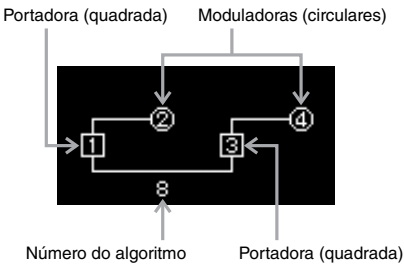 Portadora (quadrada) Moduladoras (circulares)
2 4
1 3
8
Número do algoritmo Portadora (quadrada)